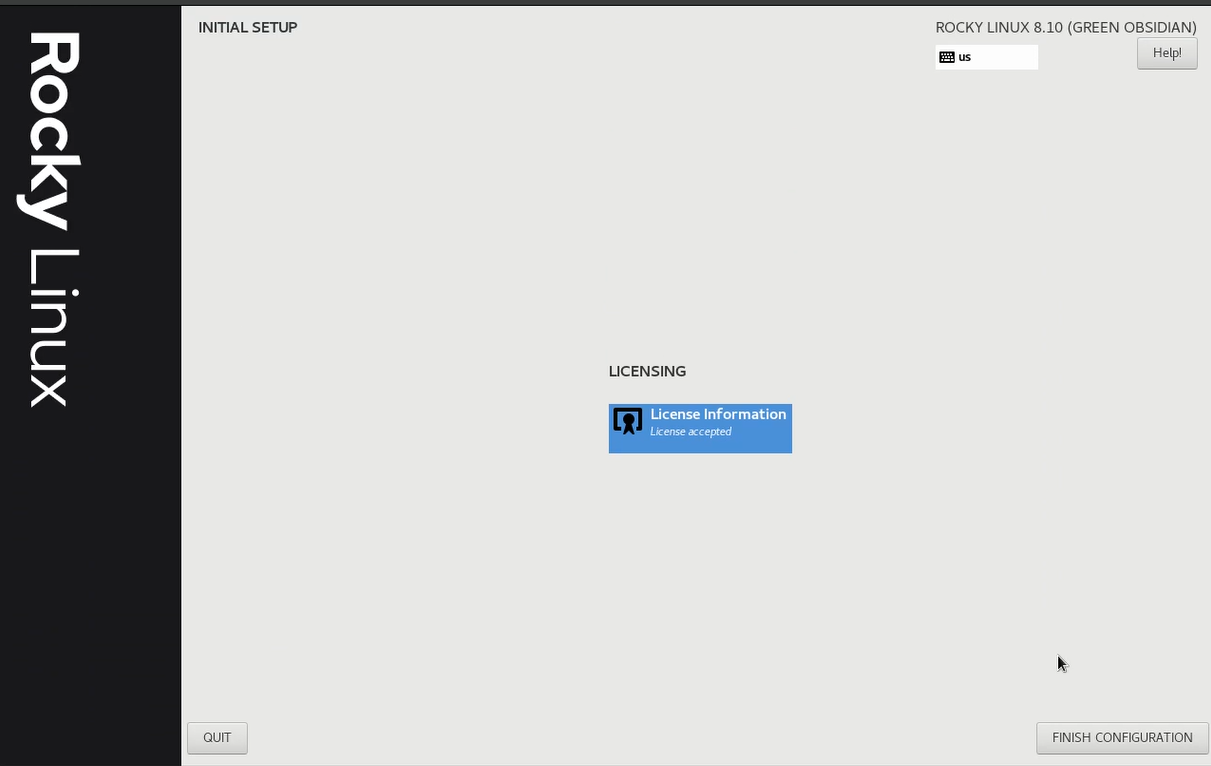 Rocky Linux
INITIAL SETUP
ROCKY LINUX 8.10 (GREEN OBSIDIAN)
us
Help!
LICENSING
License Information
License accepted
QUIT
FINISH CONFIGURATION